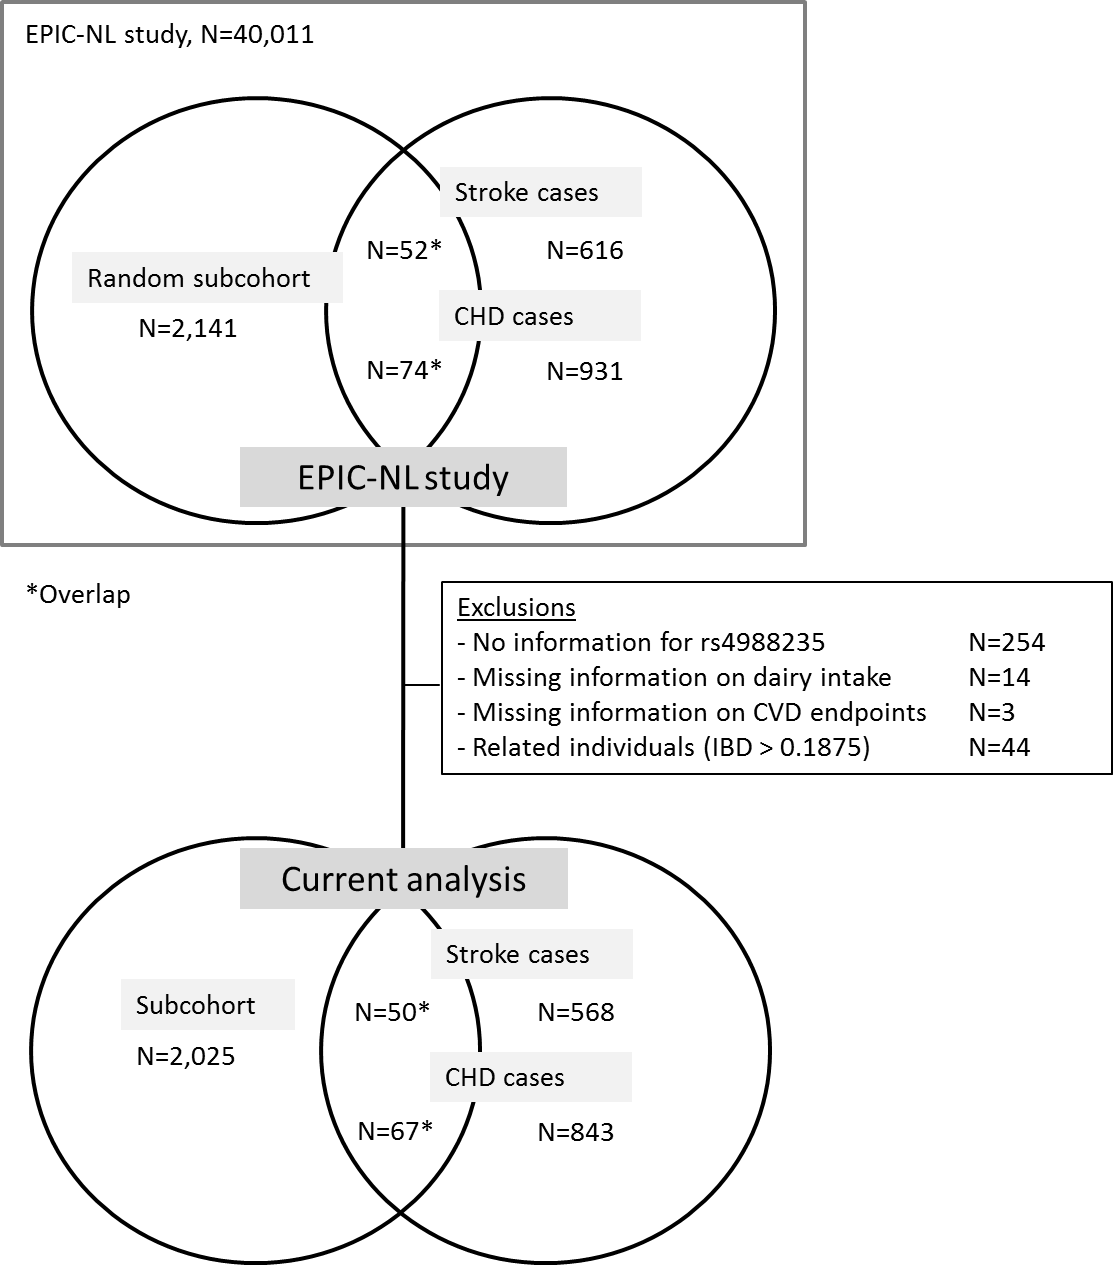 EPIC-NL study, N=40,011
Stroke cases
N=52*
N=616
Random subcohort
N=2,141
CHD cases
N=74*
N=931
EPIC-NL study
*Overlap
Exclusions
- No information for rs4988235 N=254
- Missing information on dairy intake N=14
- Missing information on CVD endpoints N=3
- Related individuals (IBD > 0.1875) N=44
Current analysis
Stroke cases
Subcohort
N=50*
N=568
N=2,025
CHD cases
N=67*
N=843